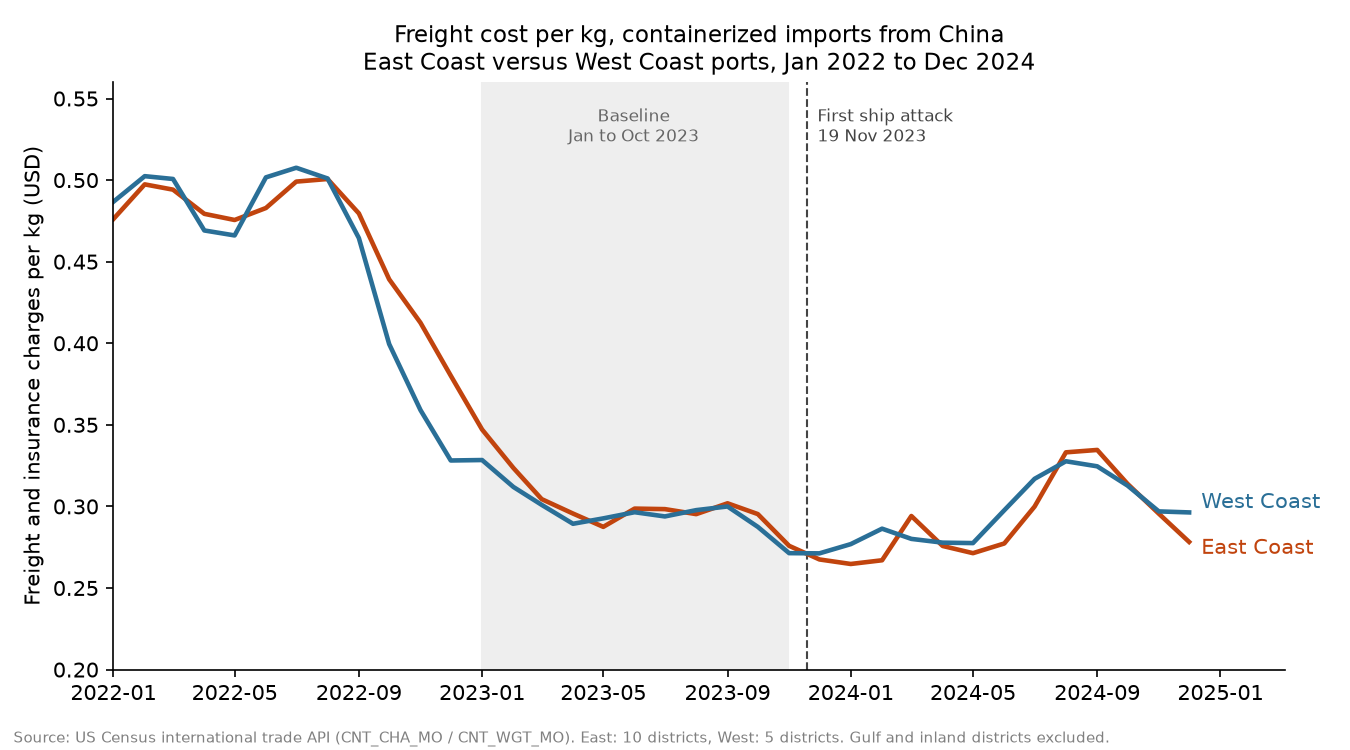 Freight cost per kg, containerized imports from China
East Coast versus West Coast ports, Jan 2022 to Dec 2024
Freight and insurance charges per kg (USD)
0.55
0.50
0.45
0.40
0.35
0.30
0.25
0.20
Baseline
Jan to Oct 2023
First ship attack
19 Nov 2023
West Coast
East Coast
2022-01 2022-05 2022-09 2023-01 2023-05 2023-09 2024-01 2024-05 2024-09 2025-01
Source: US Census international trade API (CNT_CHA_MO / CNT_WGT_MO). East: 10 districts, West: 5 districts. Gulf and inland districts excluded.